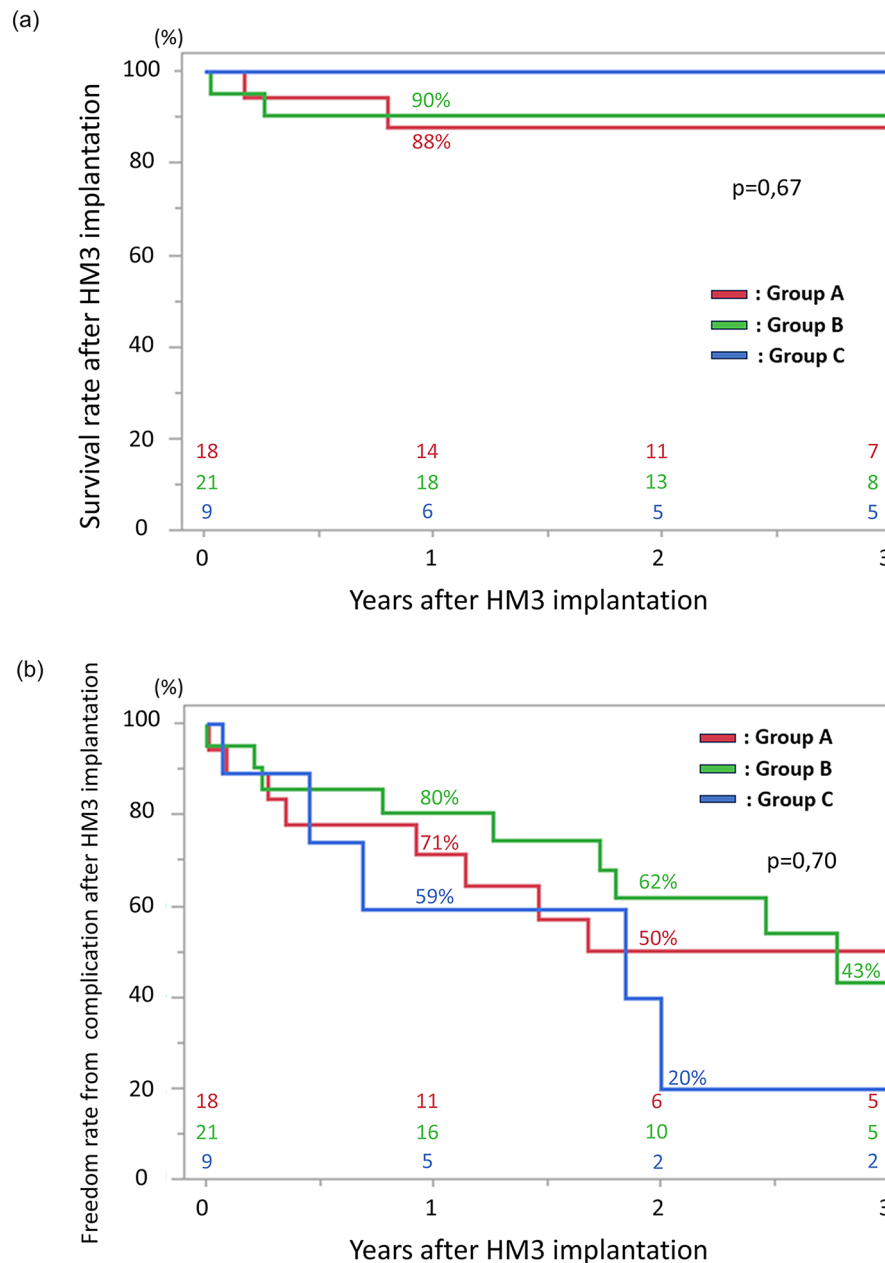 (a)
(%)
Survival rate after HM3 implantation
100
80
60
40
20
0
90%
88%
p=0,67
: Group A
: Group B
: Group C
18 14 11 7
21 18 13 8
9 6 5 5
0 1 2 3
Years after HM3 implantation
(b)
(%)
Freedom rate from complication after HM3 implantation
100
80
60
40
20
0
: Group A
: Group B
: Group C
p=0,70
80%
71%
59%
62%
50%
43%
20%
18 11 6 5
21 16 10 5
9 5 2 2
0 1 2 3
Years after HM3 implantation